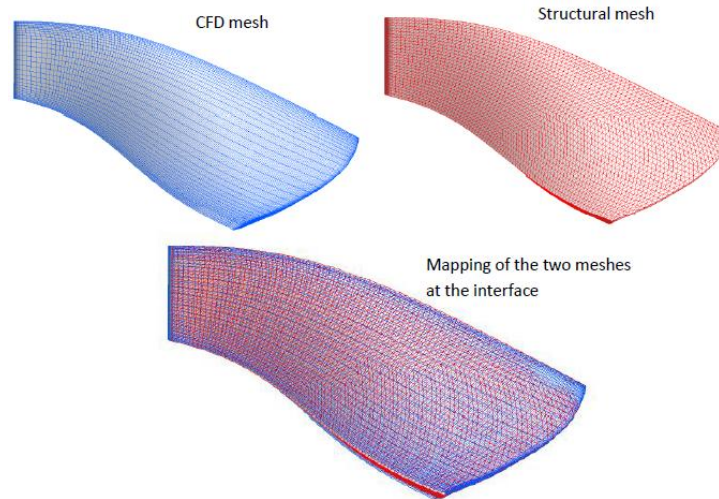 CFD mesh
Structural mesh
Mapping of the two meshes
at the interface